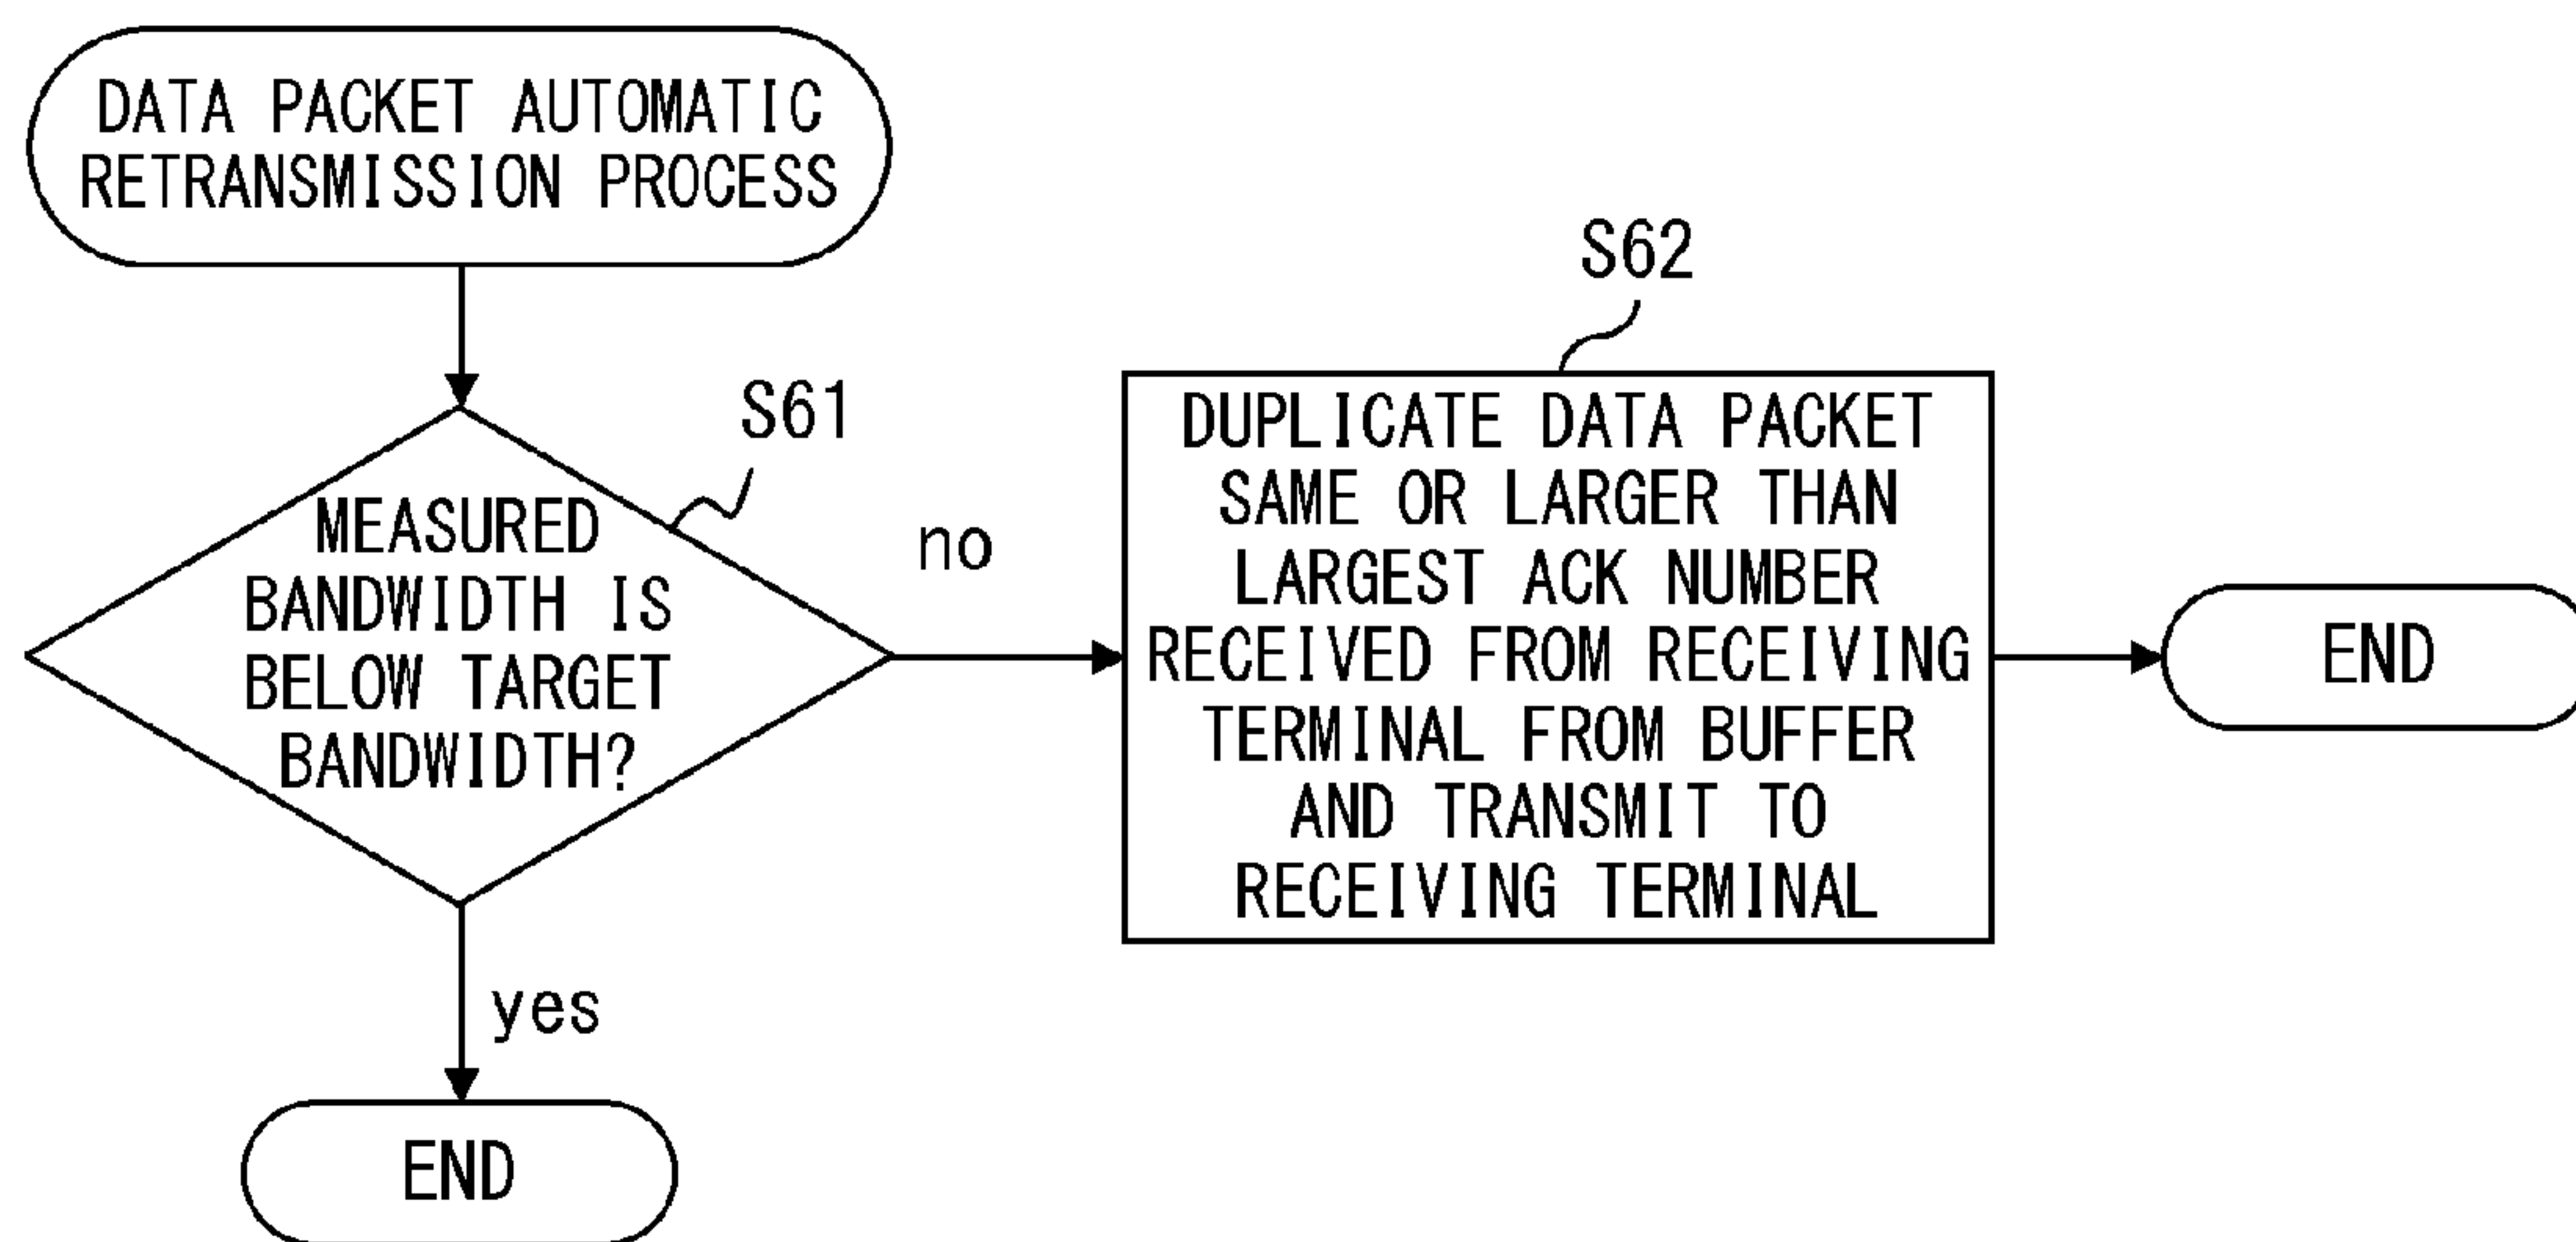 DATA PACKET AUTOMATIC
RETRANSMISSION PROCESS
S61
MEASURED
BANDWIDTH IS
BELOW TARGET
BANDWIDTH?
no
yes
END
S62
DUPLICATE DATA PACKET
SAME OR LARGER THAN
LARGEST ACK NUMBER
RECEIVED FROM RECEIVING
TERMINAL FROM BUFFER
AND TRANSMIT TO
RECEIVING TERMINAL
END